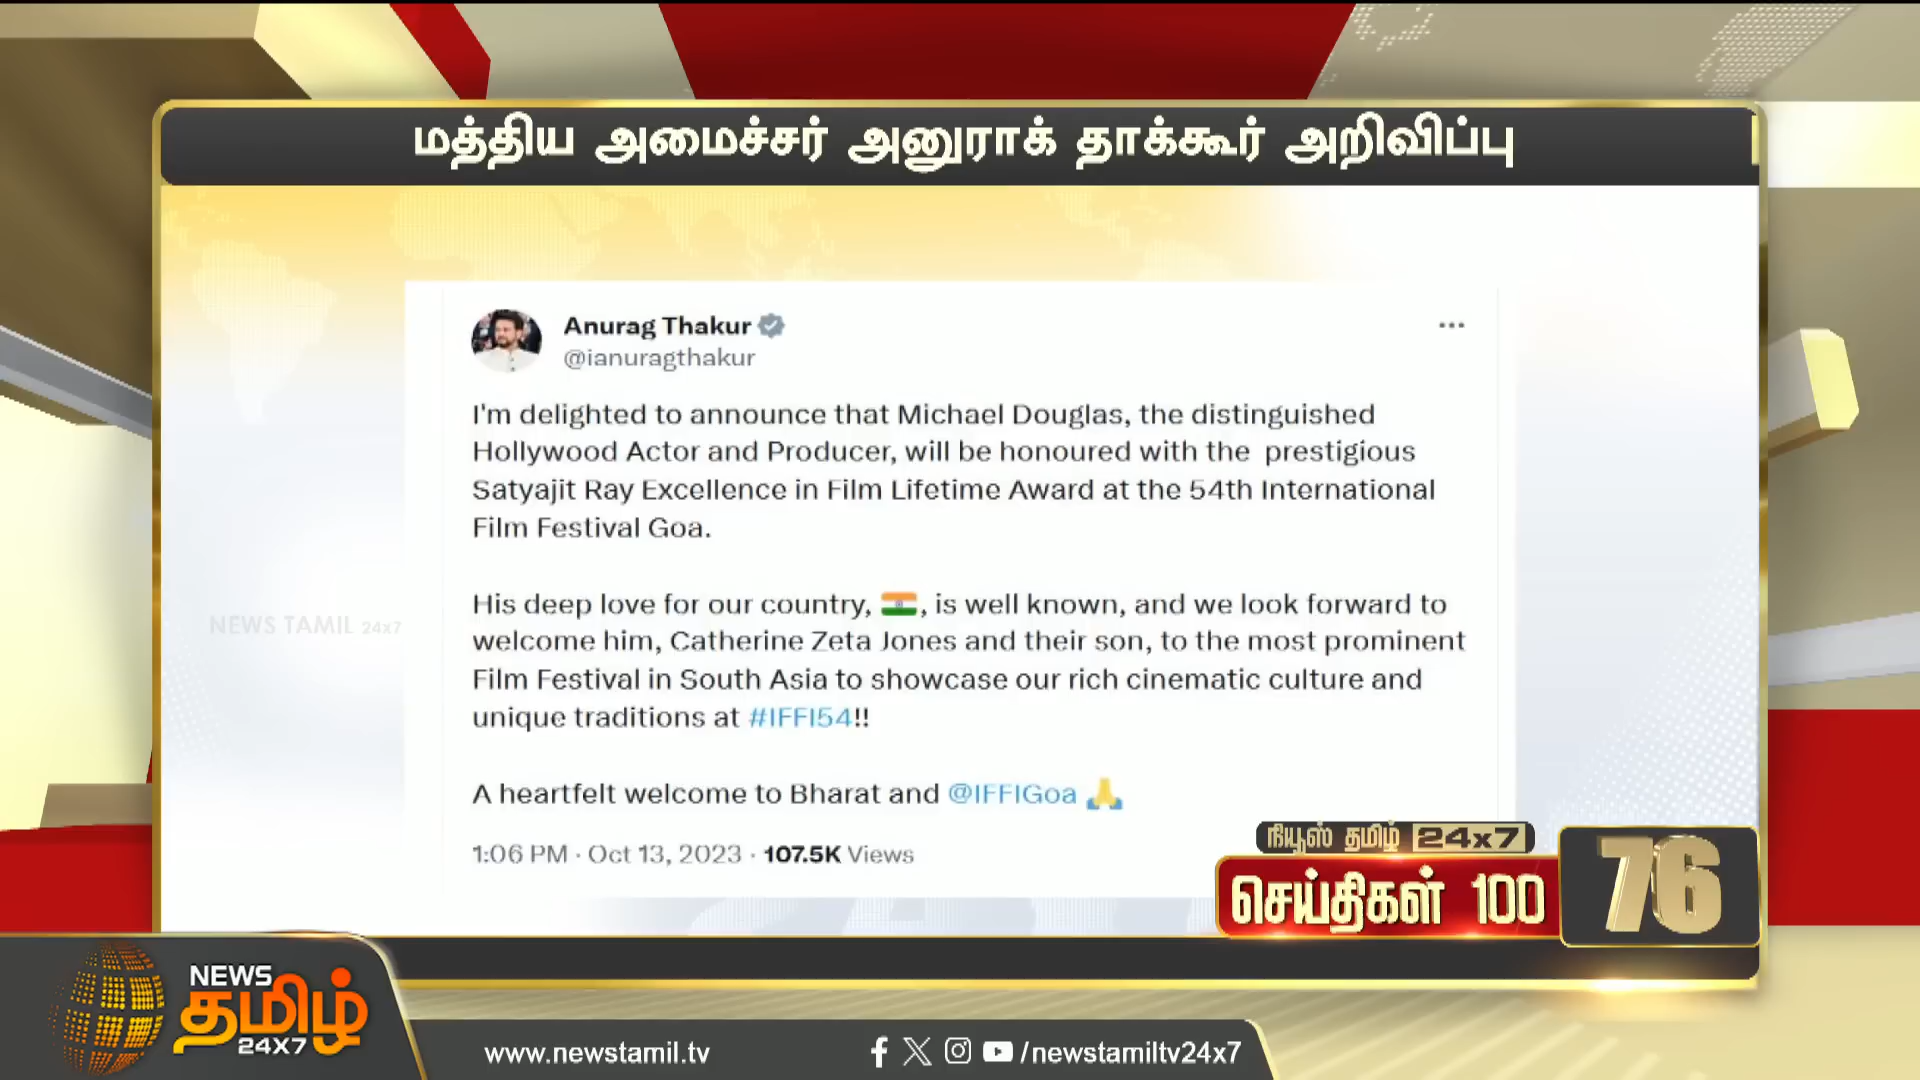 மத்திய அமைச்சர் அனுராக் தாக்கூர் அறிவிப்பு
Anurag Thakur
@ianuragthakur
I'm delighted to announce that Michael Douglas, the distinguished
Hollywood Actor and Producer, will be honoured with the prestigious
Satyajit Ray Excellence in Film Lifetime Award at the 54th International
Film Festival Goa.
His deep love for our country, 🇮🇳, is well known, and we look forward to
welcome him, Catherine Zeta Jones and their son, to the most prominent
Film Festival in South Asia to showcase our rich cinematic culture and
unique traditions at #IFFI54!!
A heartfelt welcome to Bharat and @IFFIGoa 🙏
1:06 PM · Oct 13, 2023 · 107.5K Views
NEWS TAMIL 24x7
நியூஸ் தமிழ் 24x7
செய்திகள் 100
76
NEWS
தமிழ்
24X7
www.newstamil.tv
/newstamiltv24x7